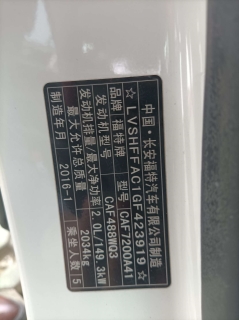 中国·长安福特汽车有限公司制造
☆LVSHFFAC1GF423919☆
品牌 福特牌 型号 CAF7200A41
发动机型号 CAF488WQ3
发动机排量/最大净功率 2.0L/149.3kW
最大允许总质量 2034kg
制造年月 2016-1 乘坐人数 5